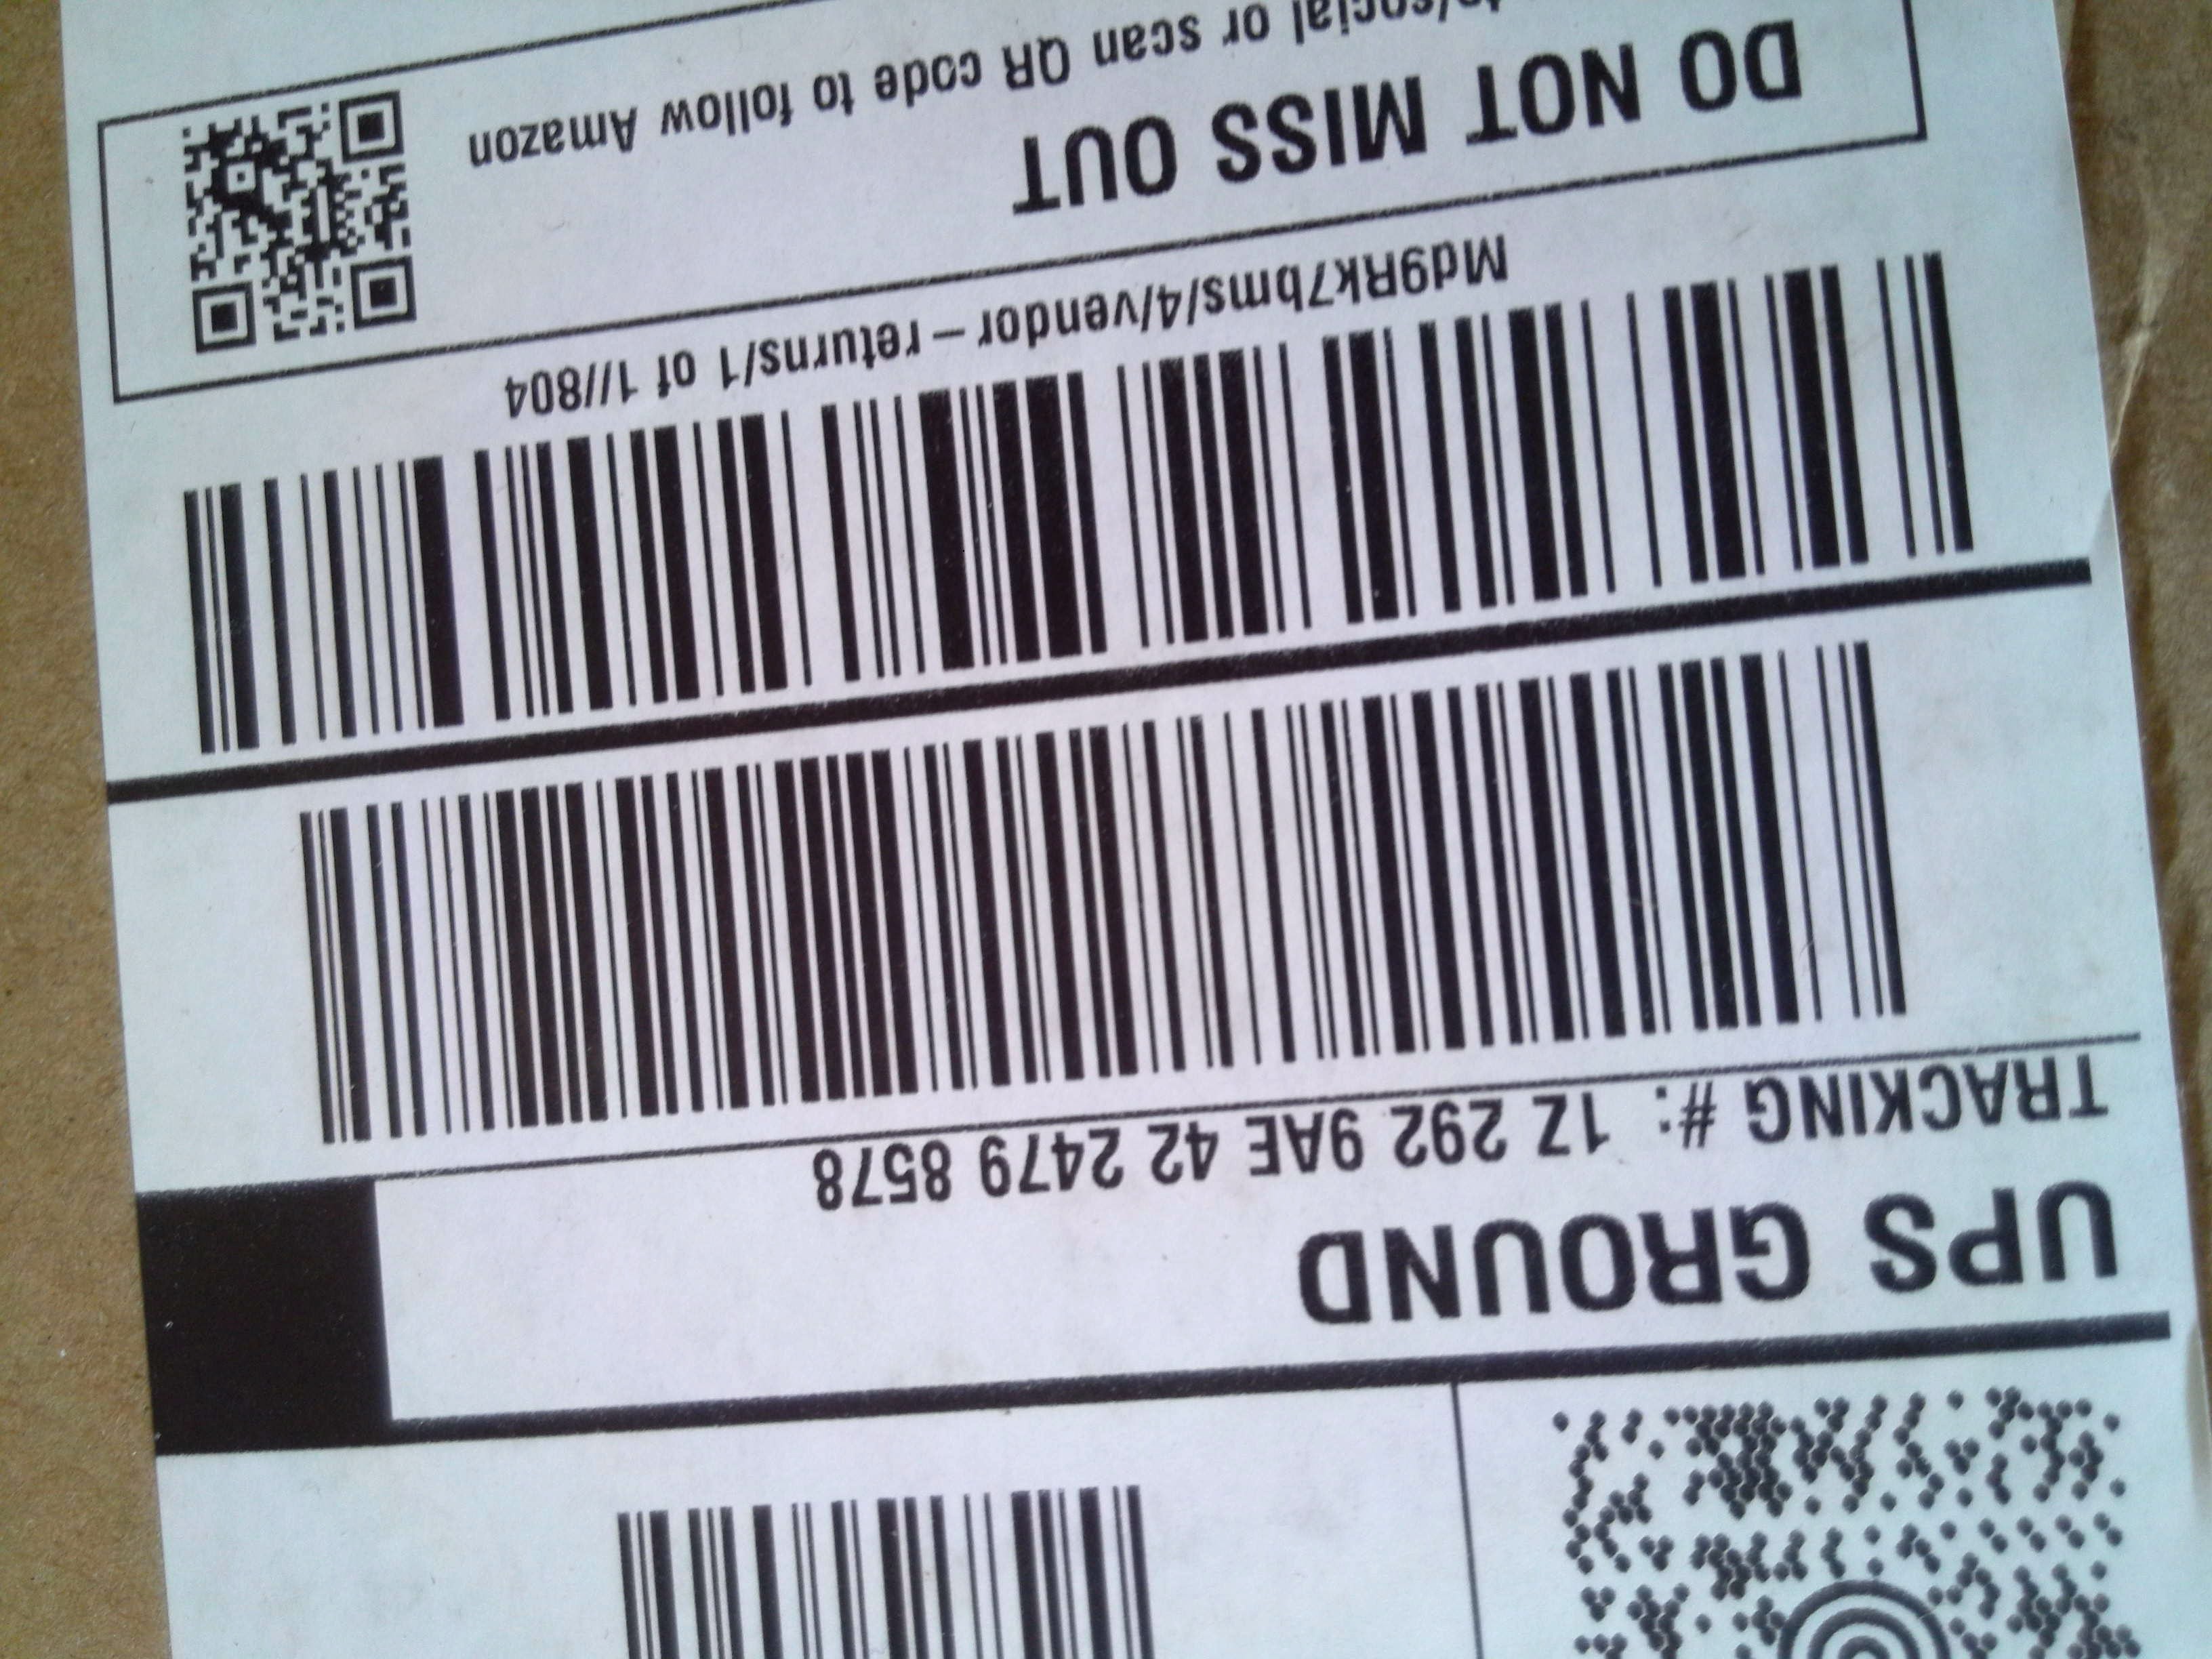 UPS GROUND
TRACKING #: 1Z 292 9AE 42 2479 8578
Md9Rk7bms/4/vendor-returns/1 of 1//804
DO NOT MISS OUT
or scan QR code to follow Amazon